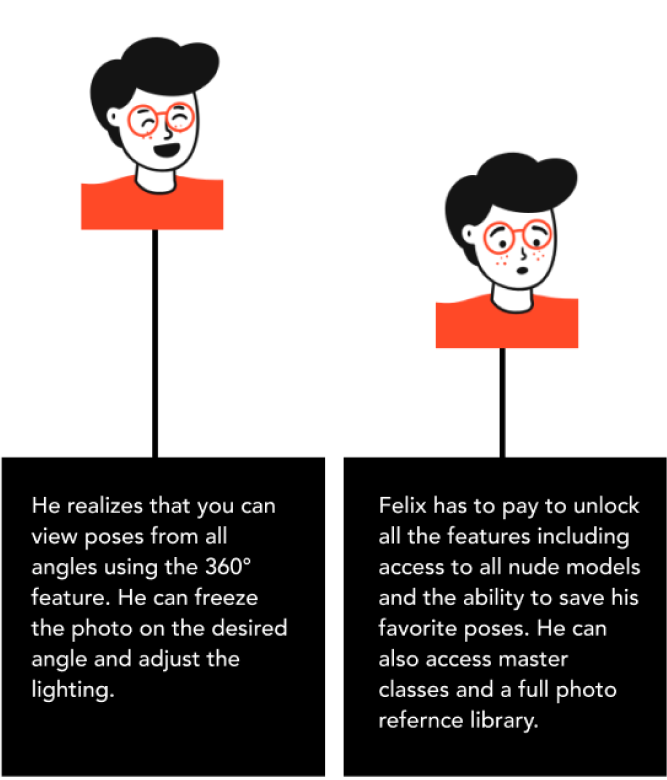 He realizes that you can
view poses from all
angles using the 360°
feature. He can freeze
the photo on the desired
angle and adjust the
lighting.
Felix has to pay to unlock
all the features including
access to all nude models
and the ability to save his
favorite poses. He can
also access master
classes and a full photo
refernce library.